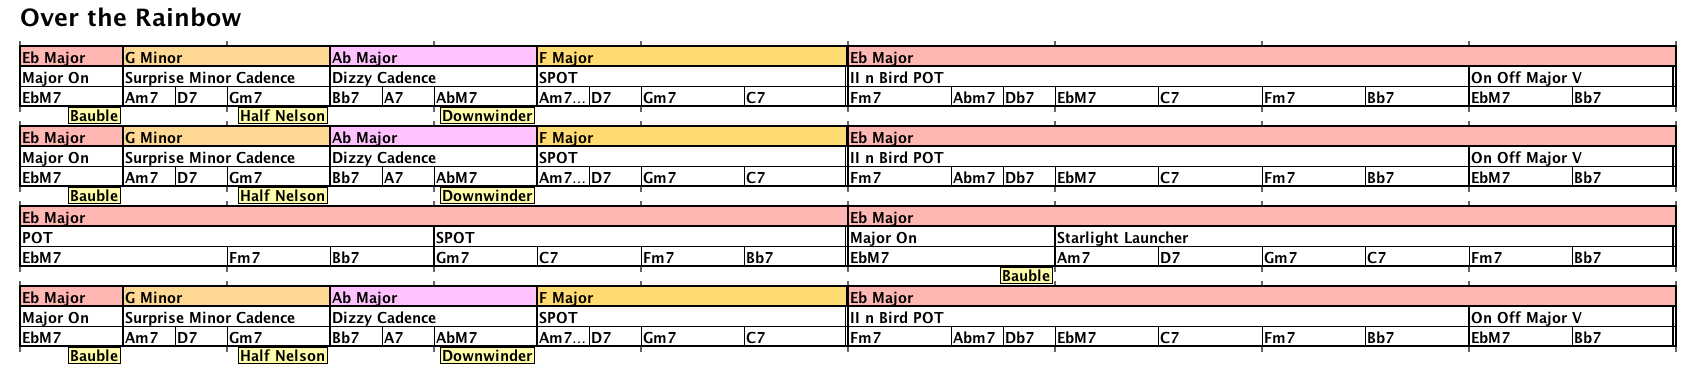 Over the Rainbow
Eb Major G Minor Ab Major F Major Eb Major
Major On Surprise Minor Cadence Dizzy Cadence SPOT II n Bird POT On Off Major V
EbM7 Am7 D7 Gm7 Bb7 A7 AbM7 Am7... D7 Gm7 C7 Fm7 Abm7 Db7 EbM7 C7 Fm7 Bb7 EbM7 Bb7
Bauble Half Nelson Downwinder
Eb Major G Minor Ab Major F Major Eb Major
Major On Surprise Minor Cadence Dizzy Cadence SPOT II n Bird POT On Off Major V
EbM7 Am7 D7 Gm7 Bb7 A7 AbM7 Am7... D7 Gm7 C7 Fm7 Abm7 Db7 EbM7 C7 Fm7 Bb7 EbM7 Bb7
Bauble Half Nelson Downwinder
Eb Major Eb Major
POT SPOT Major On Starlight Launcher
EbM7 Fm7 Bb7 Gm7 C7 Fm7 Bb7 EbM7 Am7 D7 Gm7 C7 Fm7 Bb7
Bauble
Eb Major G Minor Ab Major F Major Eb Major
Major On Surprise Minor Cadence Dizzy Cadence SPOT II n Bird POT On Off Major V
EbM7 Am7 D7 Gm7 Bb7 A7 AbM7 Am7... D7 Gm7 C7 Fm7 Abm7 Db7 EbM7 C7 Fm7 Bb7 EbM7 Bb7
Bauble Half Nelson Downwinder